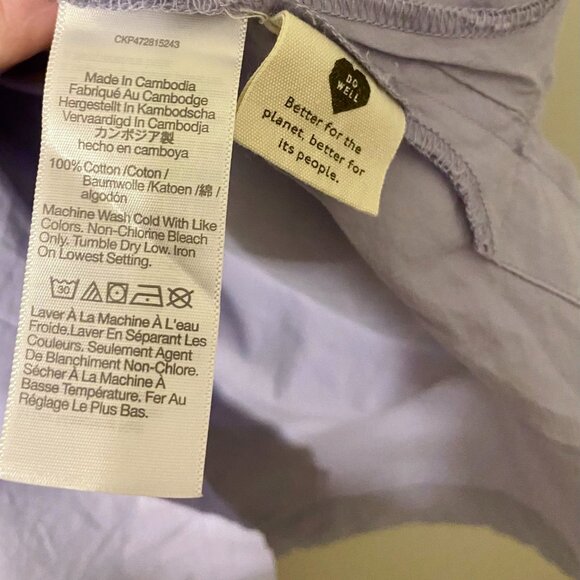 CKP472815243
Made In Cambodia
Fabriqué Au Cambodge
Hergestellt In Kambodscha
Vervaardigd In Cambodja
カンボジア製
hecho en camboya
100% Cotton /Coton /
Baumwolle /Katoen / 綿 /
algodón
Machine Wash Cold With Like
Colors. Non-Chlorine Bleach
Only. Tumble Dry Low. Iron
On Lowest Setting.
30
Laver À La Machine À L'eau
Froide.Laver En Séparant Les
Couleurs. Seulement Agent
De Blanchiment Non-Chlore.
Sécher À La Machine À
Basse Température. Fer Au
Réglage Le Plus Bas.
DO
WELL
Better for the
planet, better for
its people.